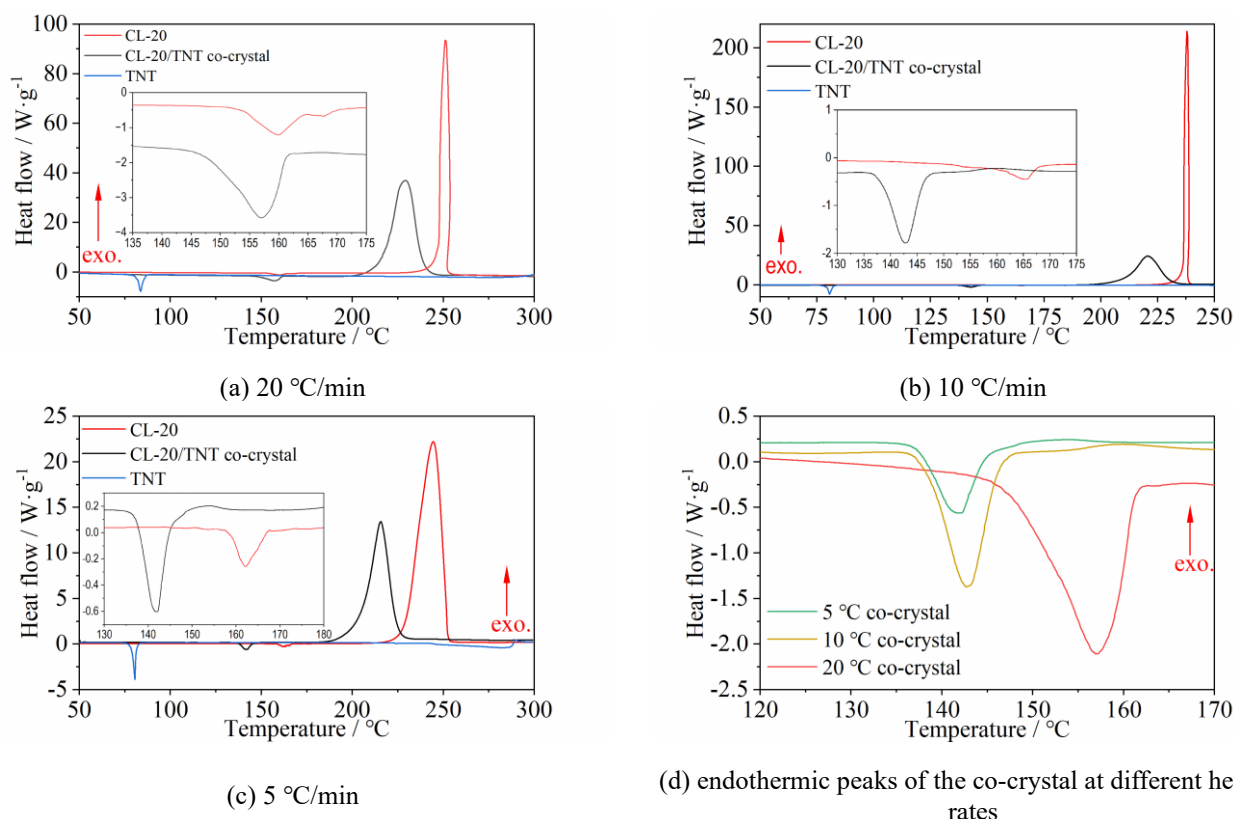 100
80
60
40
20
0
CL-20
CL-20/TNT co-crystal
TNT
0
-1
-2
-3
-4
135 140 145 150 155 160 165 170 175
exo.
Heat flow / W·g-1
50 100 150 200 250 300
Temperature / ℃
(a) 20 ℃/min
200
150
100
50
0
CL-20
CL-20/TNT co-crystal
TNT
1
0
-1
-2
130 135 140 145 150 155 160 165 170 175
exo.
Heat flow / W·g-1
50 75 100 125 150 175 200 225 250
Temperature / ℃
(b) 10 ℃/min
25
20
15
10
5
0
-5
CL-20
CL-20/TNT co-crystal
TNT
0.2
0.0
-0.2
-0.4
-0.6
130 140 150 160 170 180
exo.
Heat flow / W·g-1
50 100 150 200 250 300
Temperature / ℃
(c) 5 ℃/min
0.5
0.0
-0.5
-1.0
-1.5
-2.0
-2.5
exo.
5 ℃ co-crystal
10 ℃ co-crystal
20 ℃ co-crystal
Heat flow / W·g-1
120 130 140 150 160 170
Temperature / ℃
(d) endothermic peaks of the co-crystal at different he
rates